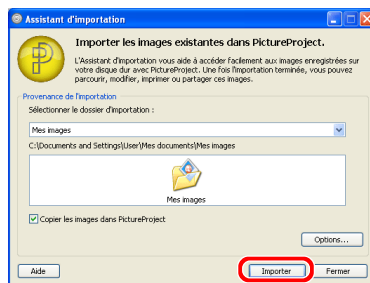 Assistant d'importation
Importer les images existantes dans PictureProject.
L'Assistant d'importation vous aide à accéder facilement aux images enregistrées sur
votre disque dur avec PictureProject. Une fois l'importation terminée, vous pouvez
parcourir, modifier, imprimer ou partager ces images.
Provenance de l'importation
Sélectionner le dossier d'importation :
Mes images
C:\Documents and Settings\User\Mes documents\Mes images
Mes images
Copier les images dans PictureProject
Options...
Aide
Importer
Fermer